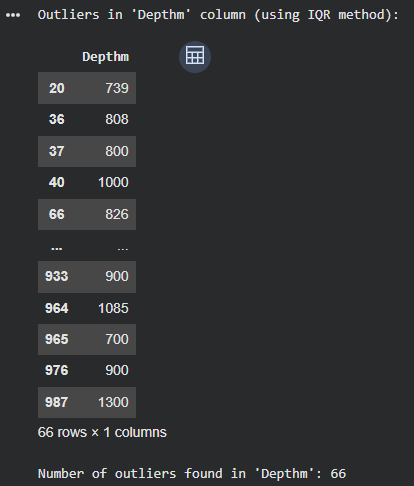 Outliers in 'Depthm' column (using IQR method):
Depthm
20 739
36 808
37 800
40 1000
66 826
... ...
933 900
964 1085
965 700
976 900
987 1300
66 rows × 1 columns
Number of outliers found in 'Depthm': 66